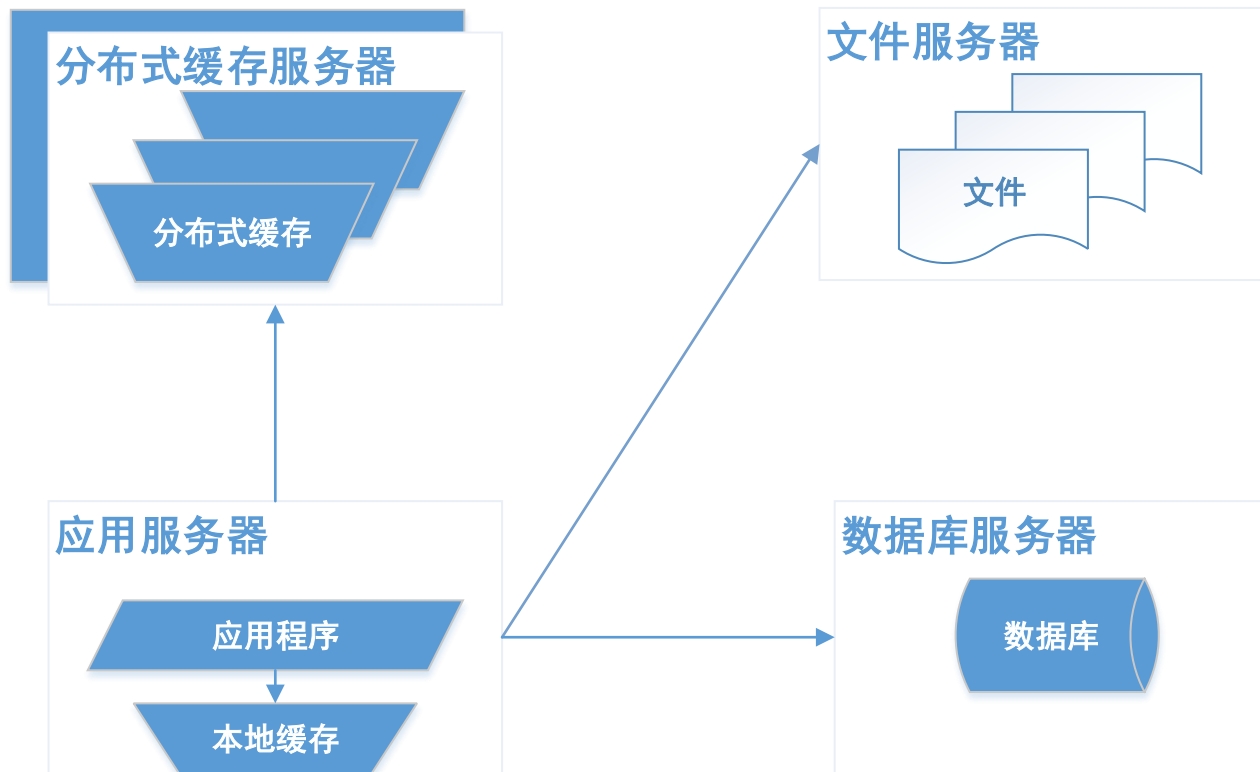 分布式缓存服务器
分布式缓存
文件服务器
文件
应用服务器
应用程序
本地缓存
数据库服务器
数据库